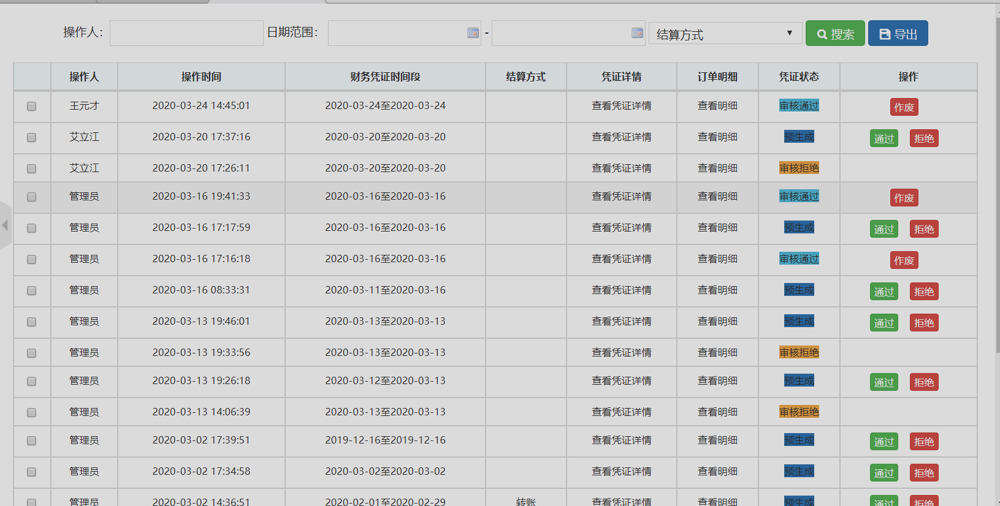 操作人: 日期范围: - 结算方式 搜索 导出
操作人 操作时间 财务凭证时间段 结算方式 凭证详情 订单明细 凭证状态 操作
王元才 2020-03-24 14:45:01 2020-03-24至2020-03-24 查看凭证详情 查看明细 审核通过 作废
艾立江 2020-03-20 17:37:16 2020-03-20至2020-03-20 查看凭证详情 查看明细 预生成 通过 拒绝
艾立江 2020-03-20 17:26:11 2020-03-20至2020-03-20 查看凭证详情 查看明细 审核拒绝
管理员 2020-03-16 19:41:33 2020-03-16至2020-03-16 查看凭证详情 查看明细 审核通过 作废
管理员 2020-03-16 17:17:59 2020-03-16至2020-03-16 查看凭证详情 查看明细 预生成 通过 拒绝
管理员 2020-03-16 17:16:18 2020-03-16至2020-03-16 查看凭证详情 查看明细 审核通过 作废
管理员 2020-03-16 08:33:31 2020-03-11至2020-03-16 查看凭证详情 查看明细 预生成 通过 拒绝
管理员 2020-03-13 19:46:01 2020-03-13至2020-03-13 查看凭证详情 查看明细 预生成 通过 拒绝
管理员 2020-03-13 19:33:56 2020-03-13至2020-03-13 查看凭证详情 查看明细 审核拒绝
管理员 2020-03-13 19:26:18 2020-03-12至2020-03-13 查看凭证详情 查看明细 预生成 通过 拒绝
管理员 2020-03-13 14:06:39 2020-03-13至2020-03-13 查看凭证详情 查看明细 审核拒绝
管理员 2020-03-02 17:39:51 2019-12-16至2019-12-16 查看凭证详情 查看明细 预生成 通过 拒绝
管理员 2020-03-02 17:34:58 2020-03-02至2020-03-02 查看凭证详情 查看明细 预生成 通过 拒绝
管理员 2020-03-02 14:36:51 2020-02-01至2020-02-29 转账 查看凭证详情 查看明细 预生成 通过 拒绝